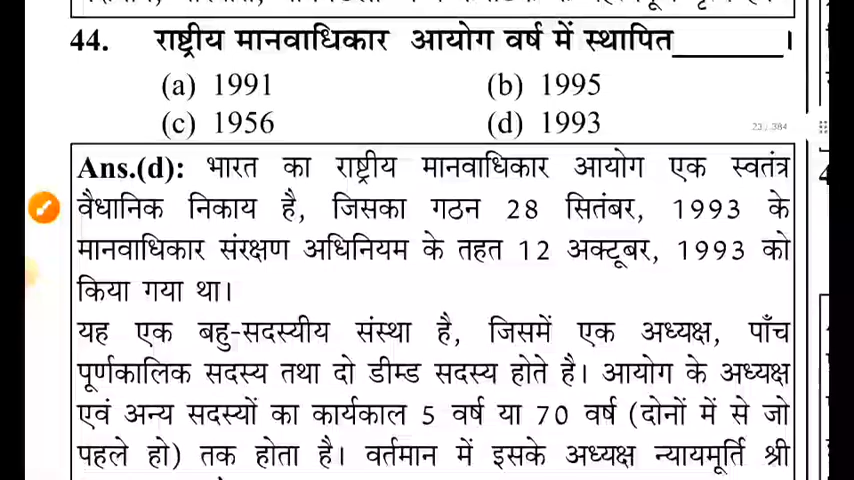 44. राष्ट्रीय मानवाधिकार आयोग वर्ष में स्थापित______ ।
(a) 1991 (b) 1995
(c) 1956 (d) 1993
Ans.(d): भारत का राष्ट्रीय मानवाधिकार आयोग एक स्वतंत्र
वैधानिक निकाय है, जिसका गठन 28 सितंबर, 1993 के
मानवाधिकार संरक्षण अधिनियम के तहत 12 अक्टूबर, 1993 को
किया गया था।
यह एक बहु-सदस्यीय संस्था है, जिसमें एक अध्यक्ष, पाँच
पूर्णकालिक सदस्य तथा दो डीम्ड सदस्य होते है। आयोग के अध्यक्ष
एवं अन्य सदस्यों का कार्यकाल 5 वर्ष या 70 वर्ष (दोनों में से जो
पहले हो) तक होता है। वर्तमान में इसके अध्यक्ष न्यायमूर्ति श्री